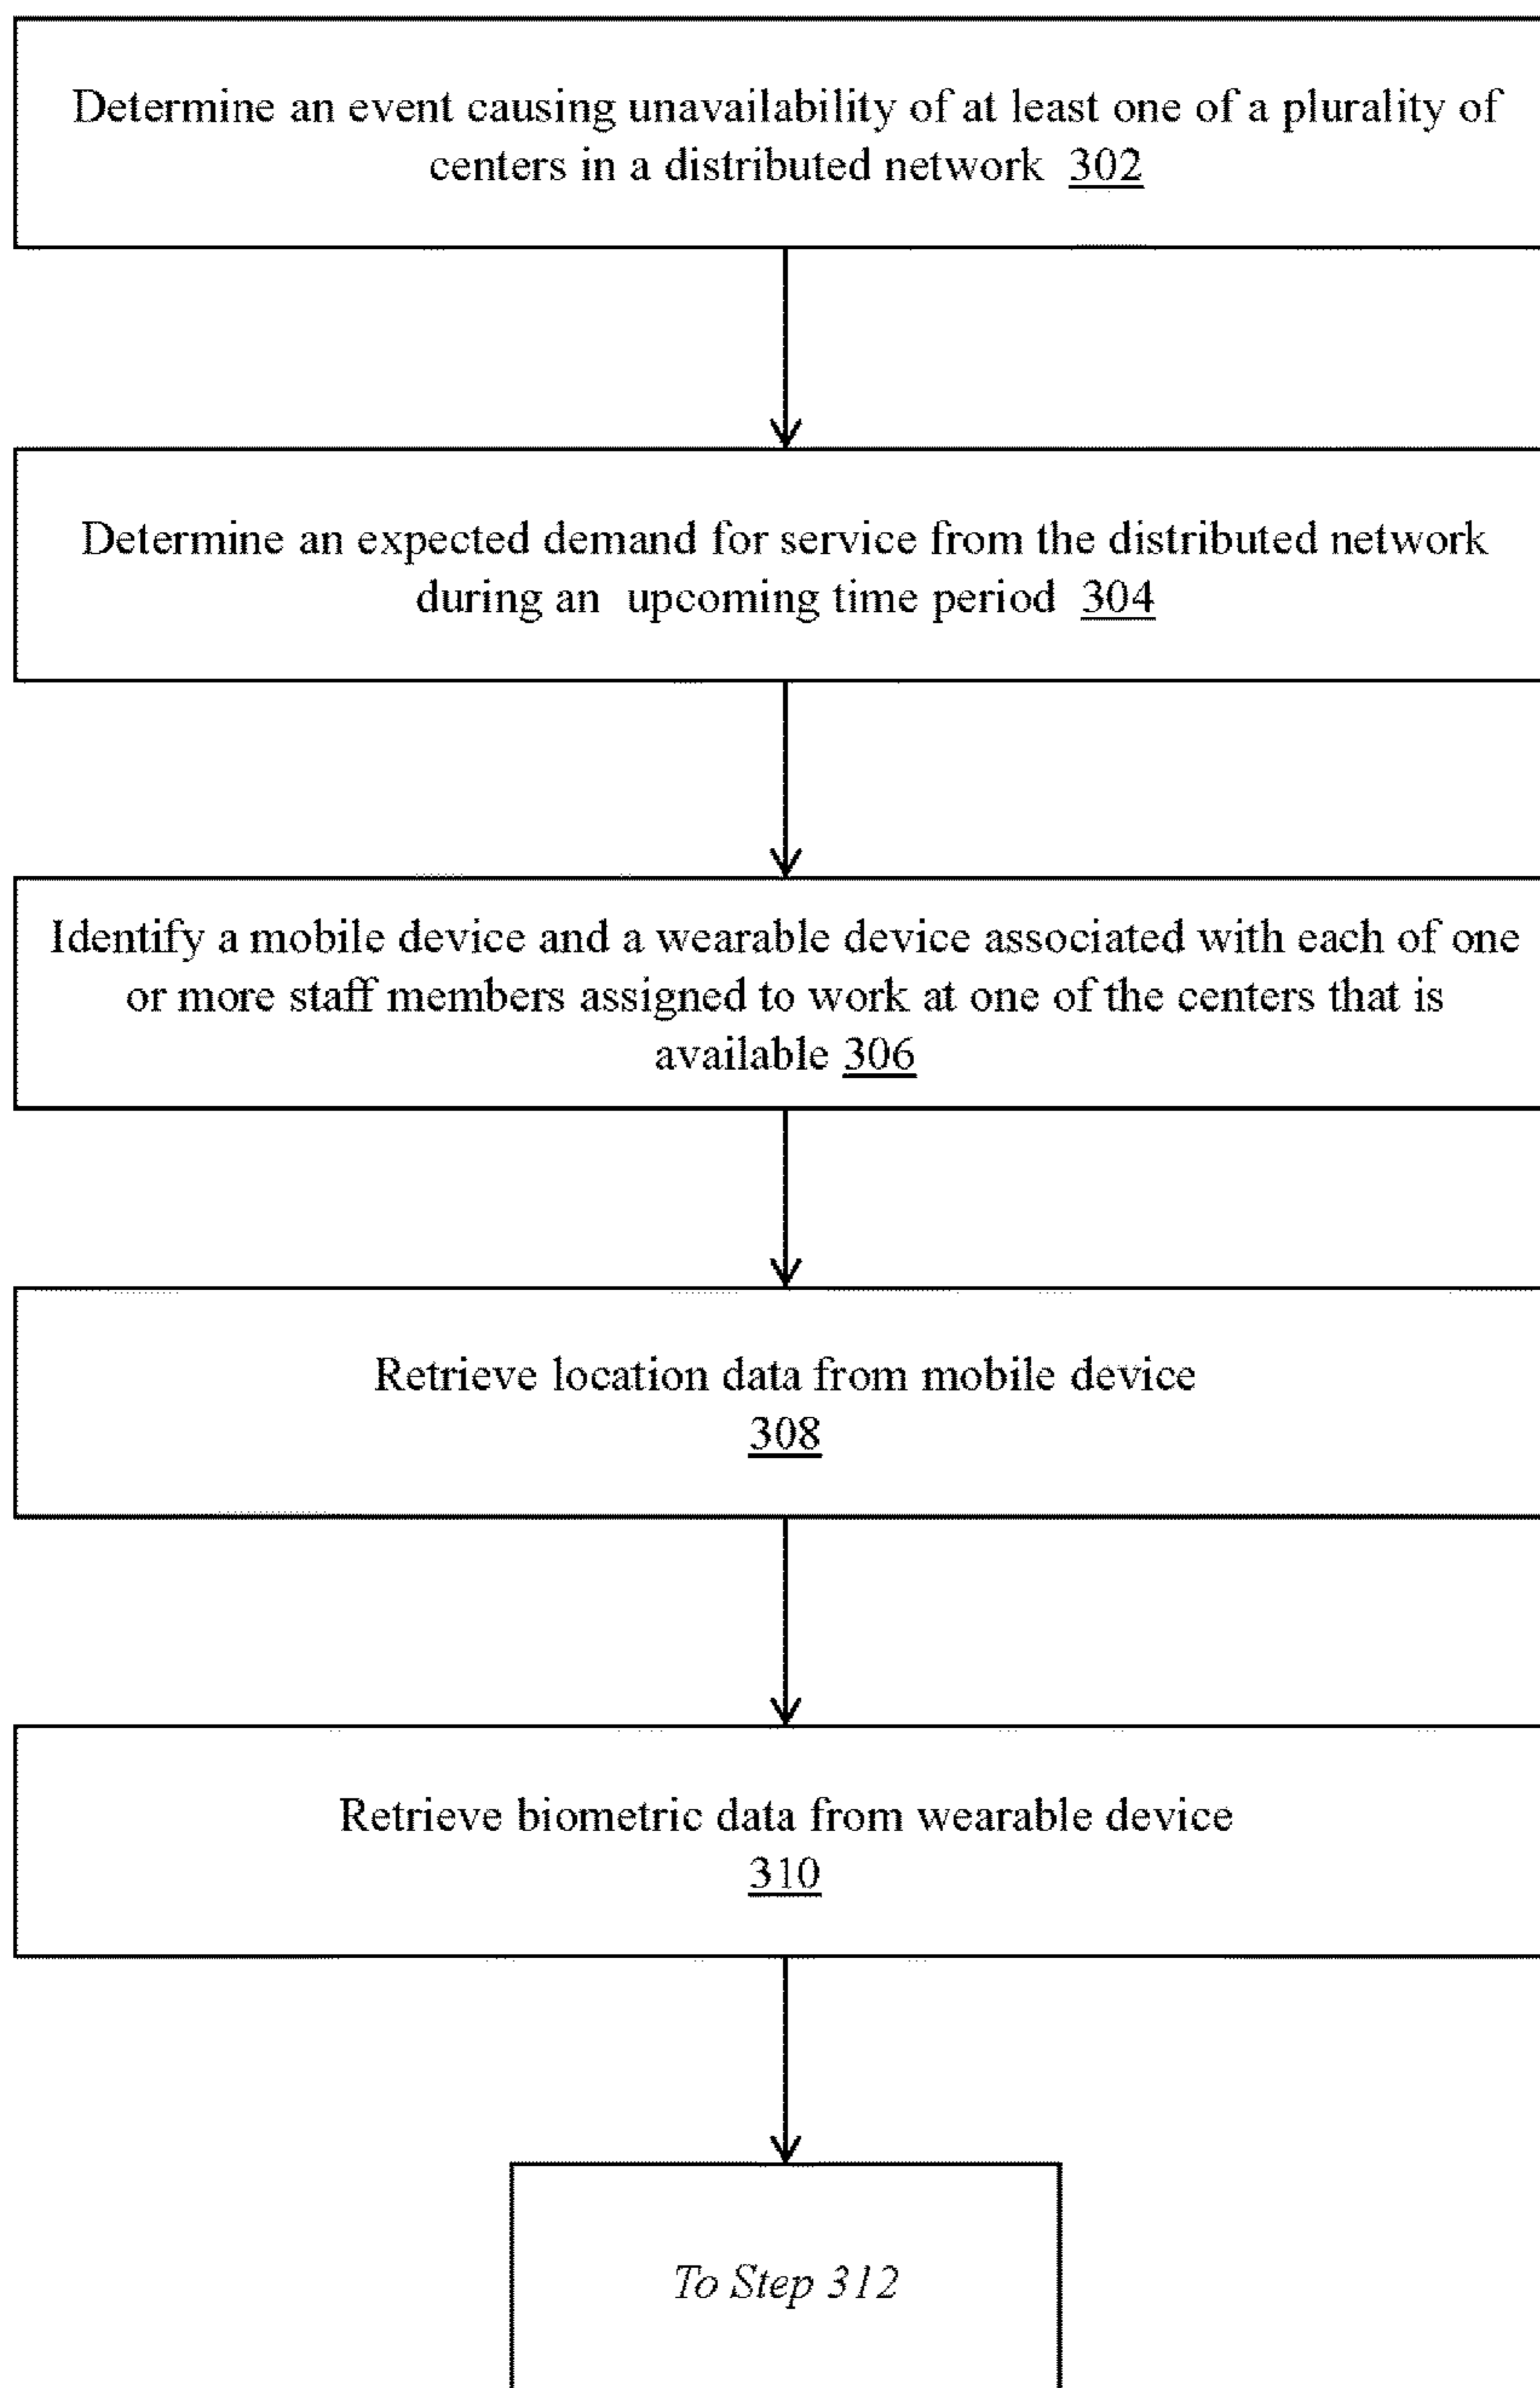 Determine an event causing unavailability of at least one of a plurality of
centers in a distributed network 302
Determine an expected demand for service from the distributed network
during an upcoming time period 304
Identify a mobile device and a wearable device associated with each of one
or more staff members assigned to work at one of the centers that is
available 306
Retrieve location data from mobile device
308
Retrieve biometric data from wearable device
310
To Step 312